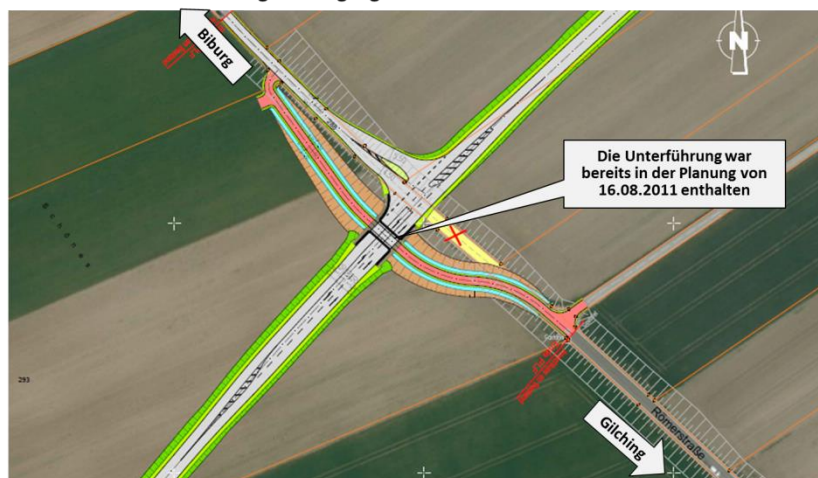 Biburg
N
Die Unterführung war
bereits in der Planung von
16.08.2011 enthalten
293
Römerstraße
Gilching